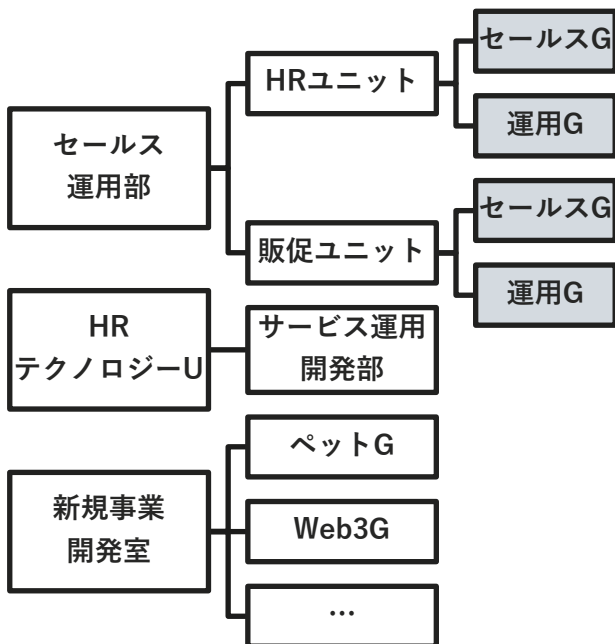 セールス
運用部
HRユニット
セールスG
運用G
販促ユニット
セールスG
運用G
HR
テクノロジーU
サービス運用
開発部
新規事業
開発室
ペットG
Web3G
…